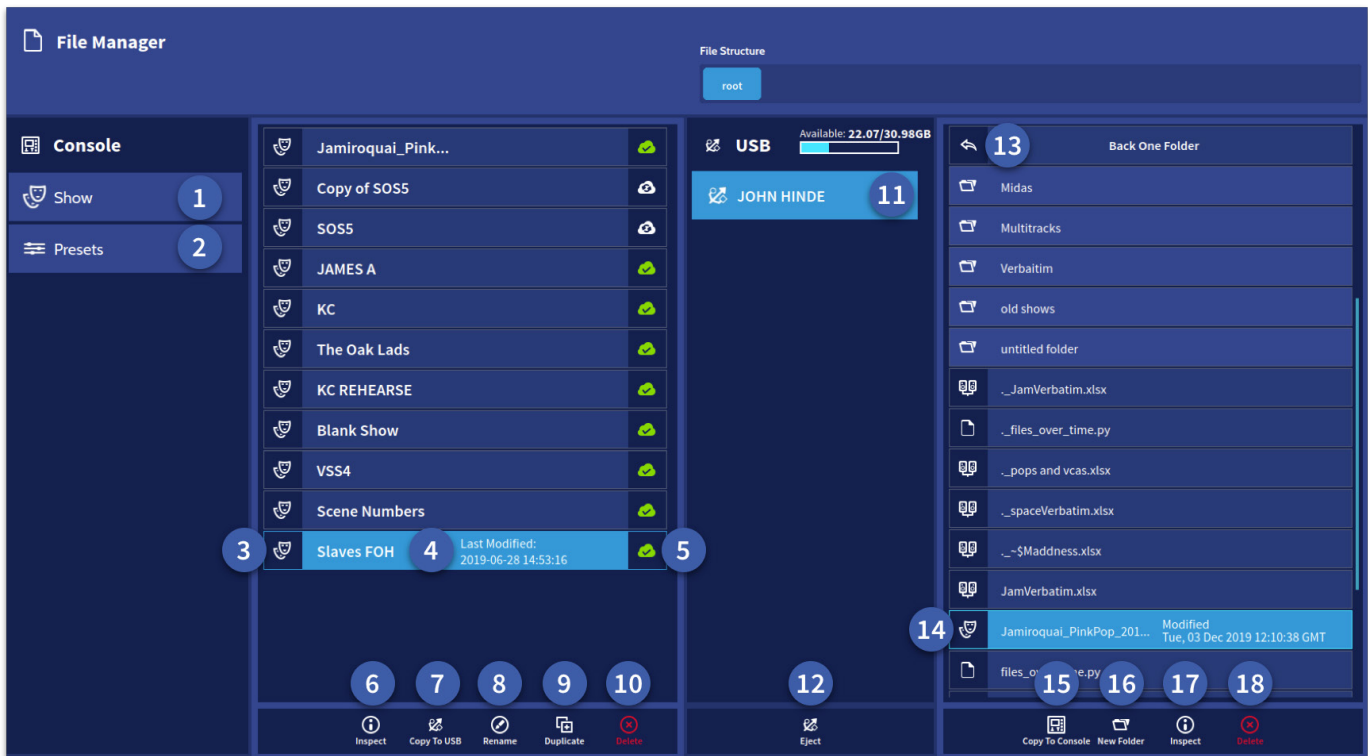 File Manager
File Structure
root
Console
Show
1
Presets
2
Jamiroquai_Pink...
Copy of SOS5
SOS5
JAMES A
KC
The Oak Lads
KC REHEARSE
Blank Show
VSS4
Scene Numbers
3
Slaves FOH
4
Last Modified:
2019-06-28 14:53:16
5
6
7
8
9
10
Inspect
Copy To USB
Rename
Duplicate
Delete
USB
Available: 22.07/30.98GB
JOHN HINDE
11
12
Eject
13
Back One Folder
Midas
Multitracks
Verbaitim
old shows
untitled folder
._JamVerbatim.xlsx
._files_over_time.py
._pops and vcas.xlsx
._spaceVerbatim.xlsx
._~$Maddness.xlsx
JamVerbatim.xlsx
14
Jamiroquai_PinkPop_201...
Modified
Tue, 03 Dec 2019 12:10:38 GMT
15
16
17
18
Copy To Console
New Folder
Inspect
Delete